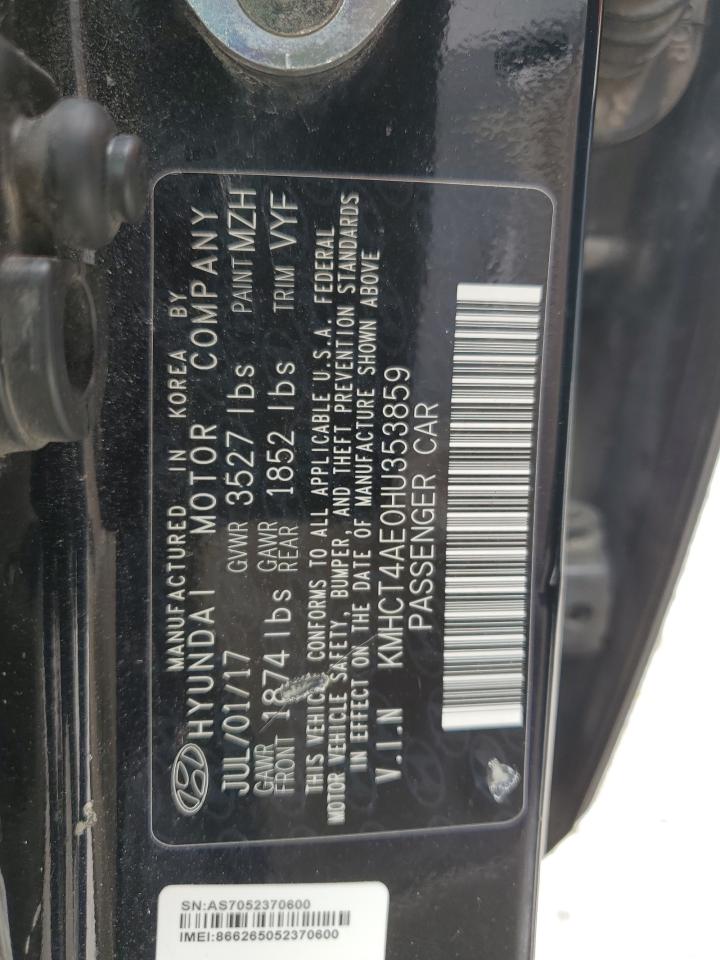 MANUFACTURED IN KOREA BY
HYUNDAI MOTOR COMPANY
JUL/01/17 GVWR 3527 lbs PAINT MZH
GAWR FRONT 1874 lbs GAWR REAR 1852 lbs TRIM VYF
THIS VEHICLE CONFORMS TO ALL APPLICABLE U.S.A. FEDERAL
MOTOR VEHICLE SAFETY, BUMPER, AND THEFT PREVENTION STANDARDS
IN EFFECT ON THE DATE OF MANUFACTURE SHOWN ABOVE
V.I.N KMHCT4AE0HU353859
PASSENGER CAR
SN:AS7052370600
IMEI:866265052370600